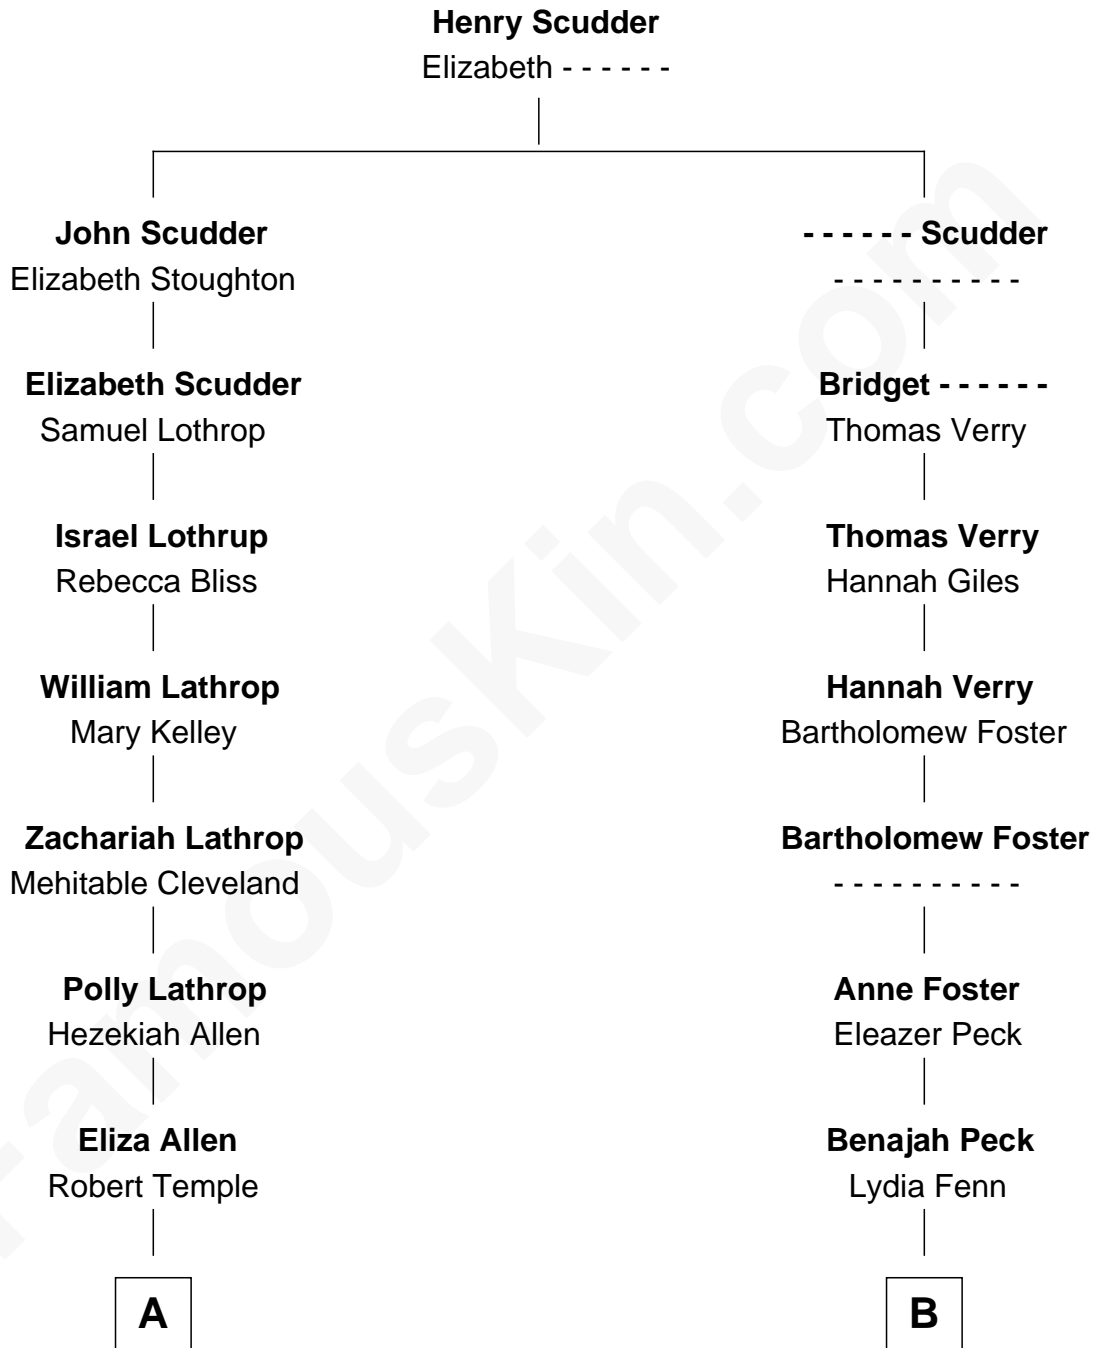 Henry Scudder
Elizabeth - - - - - -
John Scudder
Elizabeth Stoughton
- - - - - - Scudder
- - - - - - - - - -
Elizabeth Scudder
Samuel Lothrop
Bridget - - - - - -
Thomas Verry
Israel Lothrup
Rebecca Bliss
Thomas Verry
Hannah Giles
William Lathrop
Mary Kelley
Hannah Verry
Bartholomew Foster
Zachariah Lathrop
Mehitable Cleveland
Bartholomew Foster
- - - - - - - - - -
Polly Lathrop
Hezekiah Allen
Anne Foster
Eleazer Peck
Eliza Allen
Robert Temple
Benajah Peck
Lydia Fenn
A
B
FamousKin.com